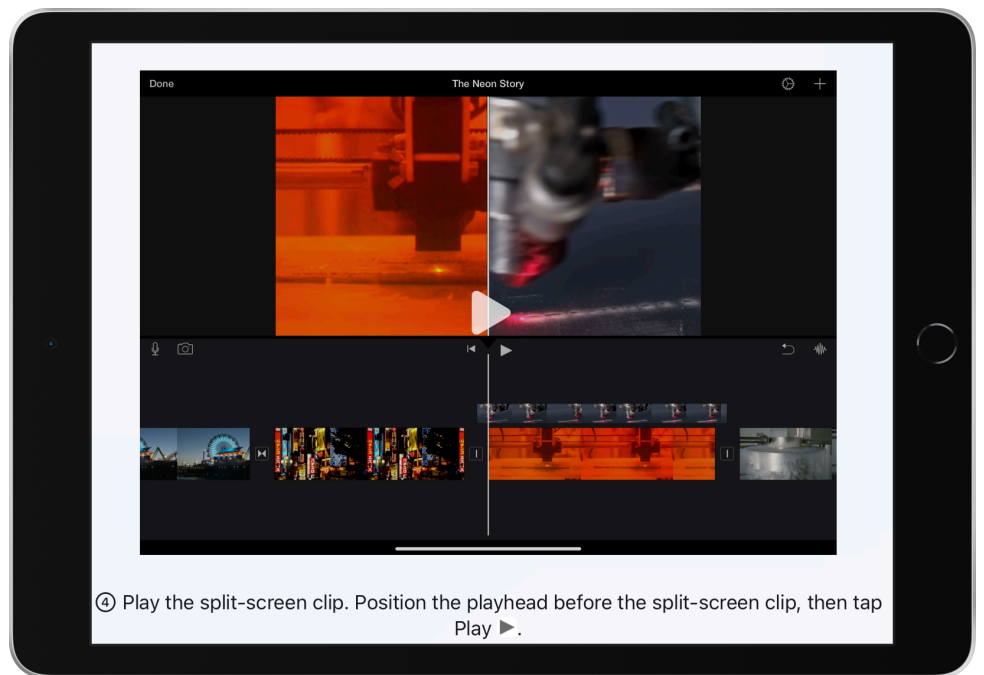 Done
The Neon Story
④ Play the split-screen clip. Position the playhead before the split-screen clip, then tap
Play ▶.